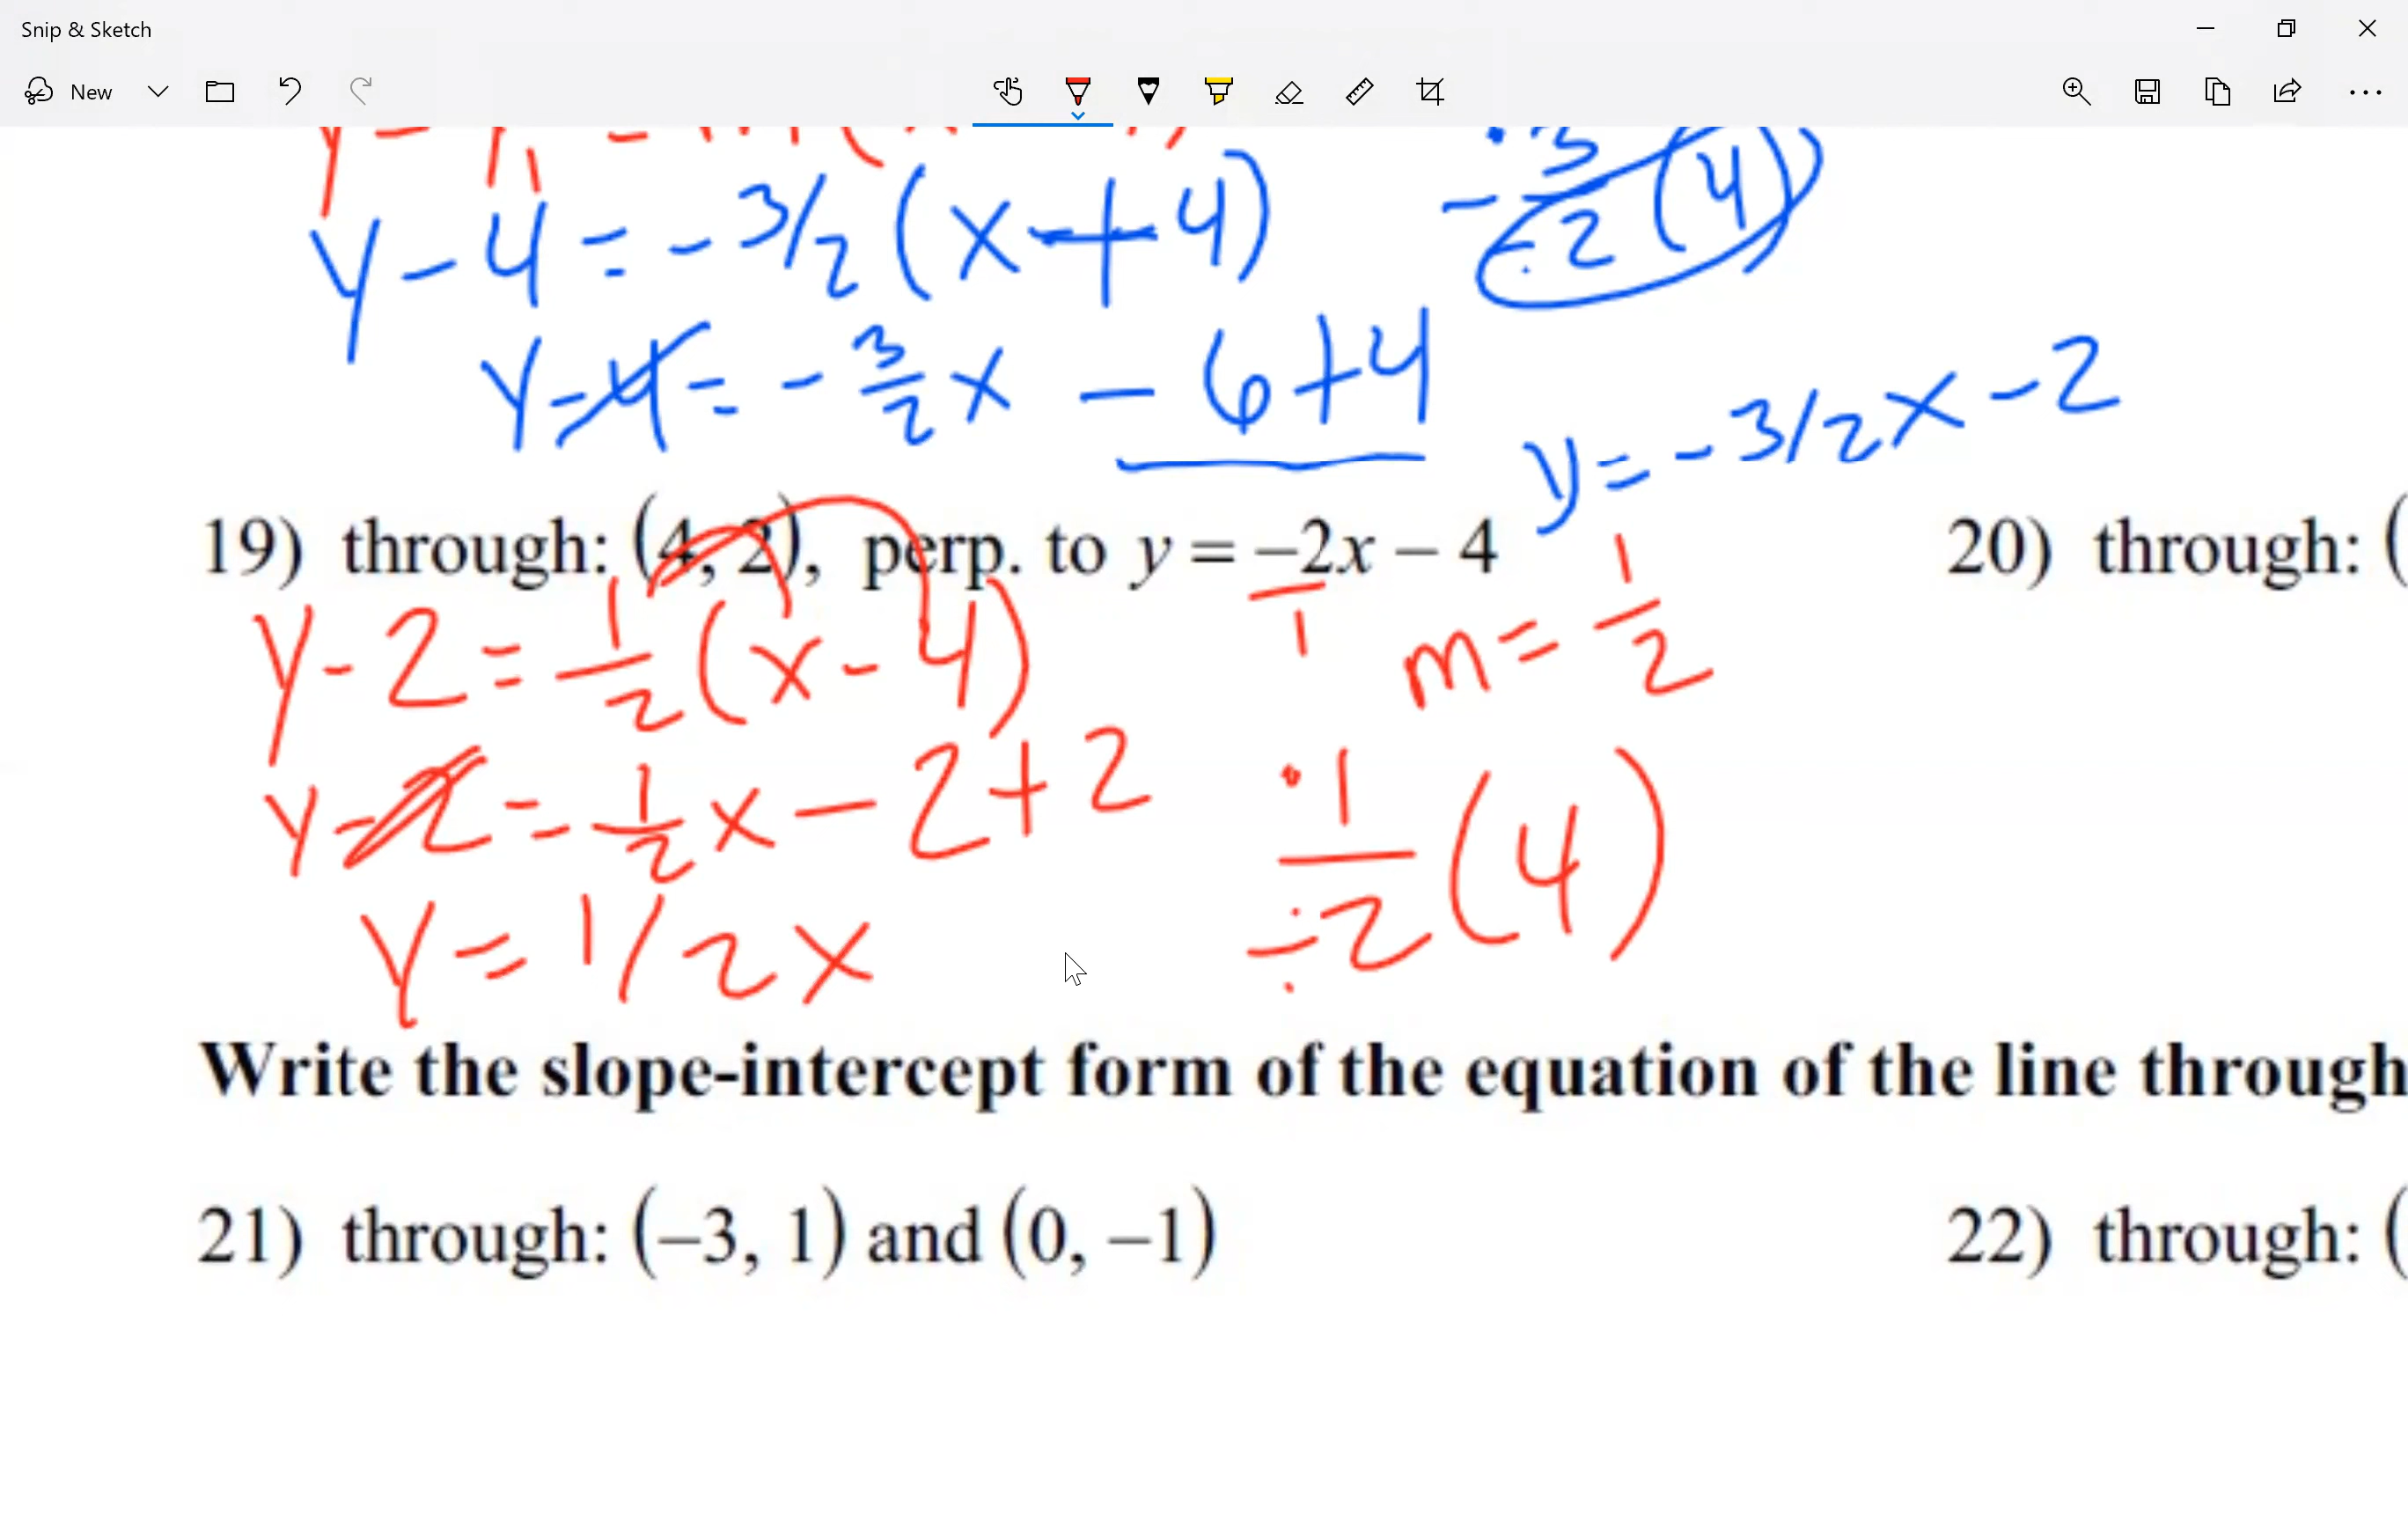 Snip & Sketch
New
y - 4 = - 3/2 (x + 4)
- 3/2 (4)
y - 4 = - 3/2 x - 6 + 4
y = - 3/2 x - 2
19) through: (4, 2), perp. to y = −2x − 4
1
20) through: (
y - 2 = 1/2 (x - 4)
m = 1/2
y - 2 = 1/2 x - 2 + 2
· 1/2 (4)
÷
y = 1/2 x
Write the slope-intercept form of the equation of the line through
21) through: (−3, 1) and (0, −1)
22) through: (